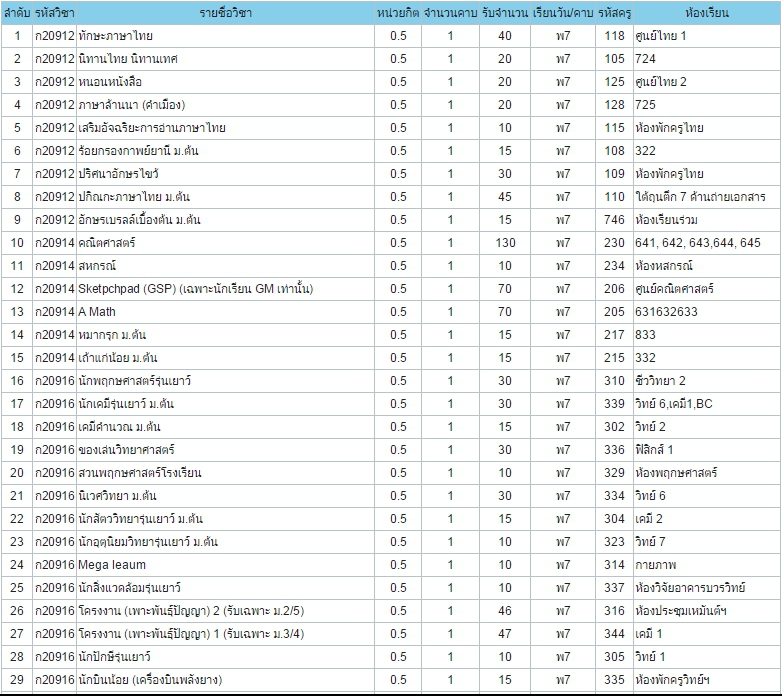 ลำดับ รหัสวิชา รายชื่อวิชา หน่วยกิต จำนวนคาบ รับจำนวน เรียนวัน/คาบ รหัสครู ห้องเรียน
1 ก20912 ทักษะภาษาไทย 0.5 1 40 พ7 118 ศูนย์ไทย 1
2 ก20912 นิทานไทย นิทานเทศ 0.5 1 20 พ7 105 724
3 ก20912 หนอนหนังสือ 0.5 1 20 พ7 125 ศูนย์ไทย 2
4 ก20912 ภาษาล้านนา (คำเมือง) 0.5 1 20 พ7 128 725
5 ก20912 เสริมอัจฉริยะการอ่านภาษาไทย 0.5 1 10 พ7 115 ห้องพักครูไทย
6 ก20912 ร้อยกรองกาพย์ยานี ม.ต้น 0.5 1 15 พ7 108 322
7 ก20912 ปริศนาอักษรไขว้ 0.5 1 30 พ7 109 ห้องพักครูไทย
8 ก20912 ปกิณกะภาษาไทย ม.ต้น 0.5 1 45 พ7 110 ใต้ถุนตึก 7 ด้านถ่ายเอกสาร
9 ก20912 อักษรเบรลล์เบื้องต้น ม.ต้น 0.5 1 15 พ7 746 ห้องเรียนร่วม
10 ก20914 คณิตศาสตร์ 0.5 1 130 พ7 230 641, 642, 643,644, 645
11 ก20914 สหกรณ์ 0.5 1 10 พ7 234 ห้องหสกรณ์
12 ก20914 Sketpchpad (GSP) (เฉพาะนักเรียน GM เท่านั้น) 0.5 1 70 พ7 206 ศูนย์คณิตศาสตร์
13 ก20914 A Math 0.5 1 70 พ7 205 631632633
14 ก20914 หมากรุก ม.ต้น 0.5 1 15 พ7 217 833
15 ก20914 เถ้าแก่น้อย ม.ต้น 0.5 1 15 พ7 215 332
16 ก20916 นักพฤกษศาสตร์รุ่นเยาว์ 0.5 1 30 พ7 310 ชีววิทยา 2
17 ก20916 นักเคมีรุ่นเยาว์ ม.ต้น 0.5 1 30 พ7 339 วิทย์ 6,เคมี1,BC
18 ก20916 เคมีคำนวณ ม.ต้น 0.5 1 15 พ7 302 วิทย์ 2
19 ก20916 ของเล่นวิทยาศาสตร์ 0.5 1 30 พ7 336 ฟิสิกส์ 1
20 ก20916 สวนพฤกษศาสตร์โรงเรียน 0.5 1 10 พ7 329 ห้องพฤกษศาสตร์
21 ก20916 นิเวศวิทยา ม.ต้น 0.5 1 30 พ7 334 วิทย์ 6
22 ก20916 นักสัตววิทยารุ่นเยาว์ ม.ต้น 0.5 1 15 พ7 304 เคมี 2
23 ก20916 นักอุตุนิยมวิทยารุ่นเยาว์ ม.ต้น 0.5 1 10 พ7 323 วิทย์ 7
24 ก20916 Mega leaum 0.5 1 10 พ7 314 กายภาพ
25 ก20916 นักสิ่งแวดล้อมรุ่นเยาว์ 0.5 1 10 พ7 337 ห้องวิจัยอาคารบวรวิทย์
26 ก20916 โครงงาน (เพาะพันธุ์ปัญญา) 2 (รับเฉพาะ ม.2/5) 0.5 1 46 พ7 316 ห้องประชุมเหมันต์ฯ
27 ก20916 โครงงาน (เพาะพันธุ์ปัญญา) 1 (รับเฉพาะ ม.3/4) 0.5 1 47 พ7 344 เคมี 1
28 ก20916 นักปักษีรุ่นเยาว์ 0.5 1 10 พ7 305 วิทย์ 1
29 ก20916 นักบินน้อย (เครื่องบินพลังยาง) 0.5 1 15 พ7 335 ห้องพักครูวิทย์ฯ